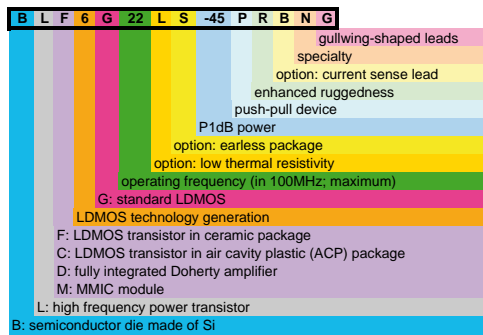 B L F 6 G 22 L S -45 P R B N G
gullwing-shaped leads
specialty
option: current sense lead
enhanced ruggedness
push-pull device
P1dB power
option: earless package
option: low thermal resistivity
operating frequency (in 100MHz; maximum)
G: standard LDMOS
LDMOS technology generation
F: LDMOS transistor in ceramic package
C: LDMOS transistor in air cavity plastic (ACP) package
D: fully integrated Doherty amplifier
M: MMIC module
L: high frequency power transistor
B: semiconductor die made of Si